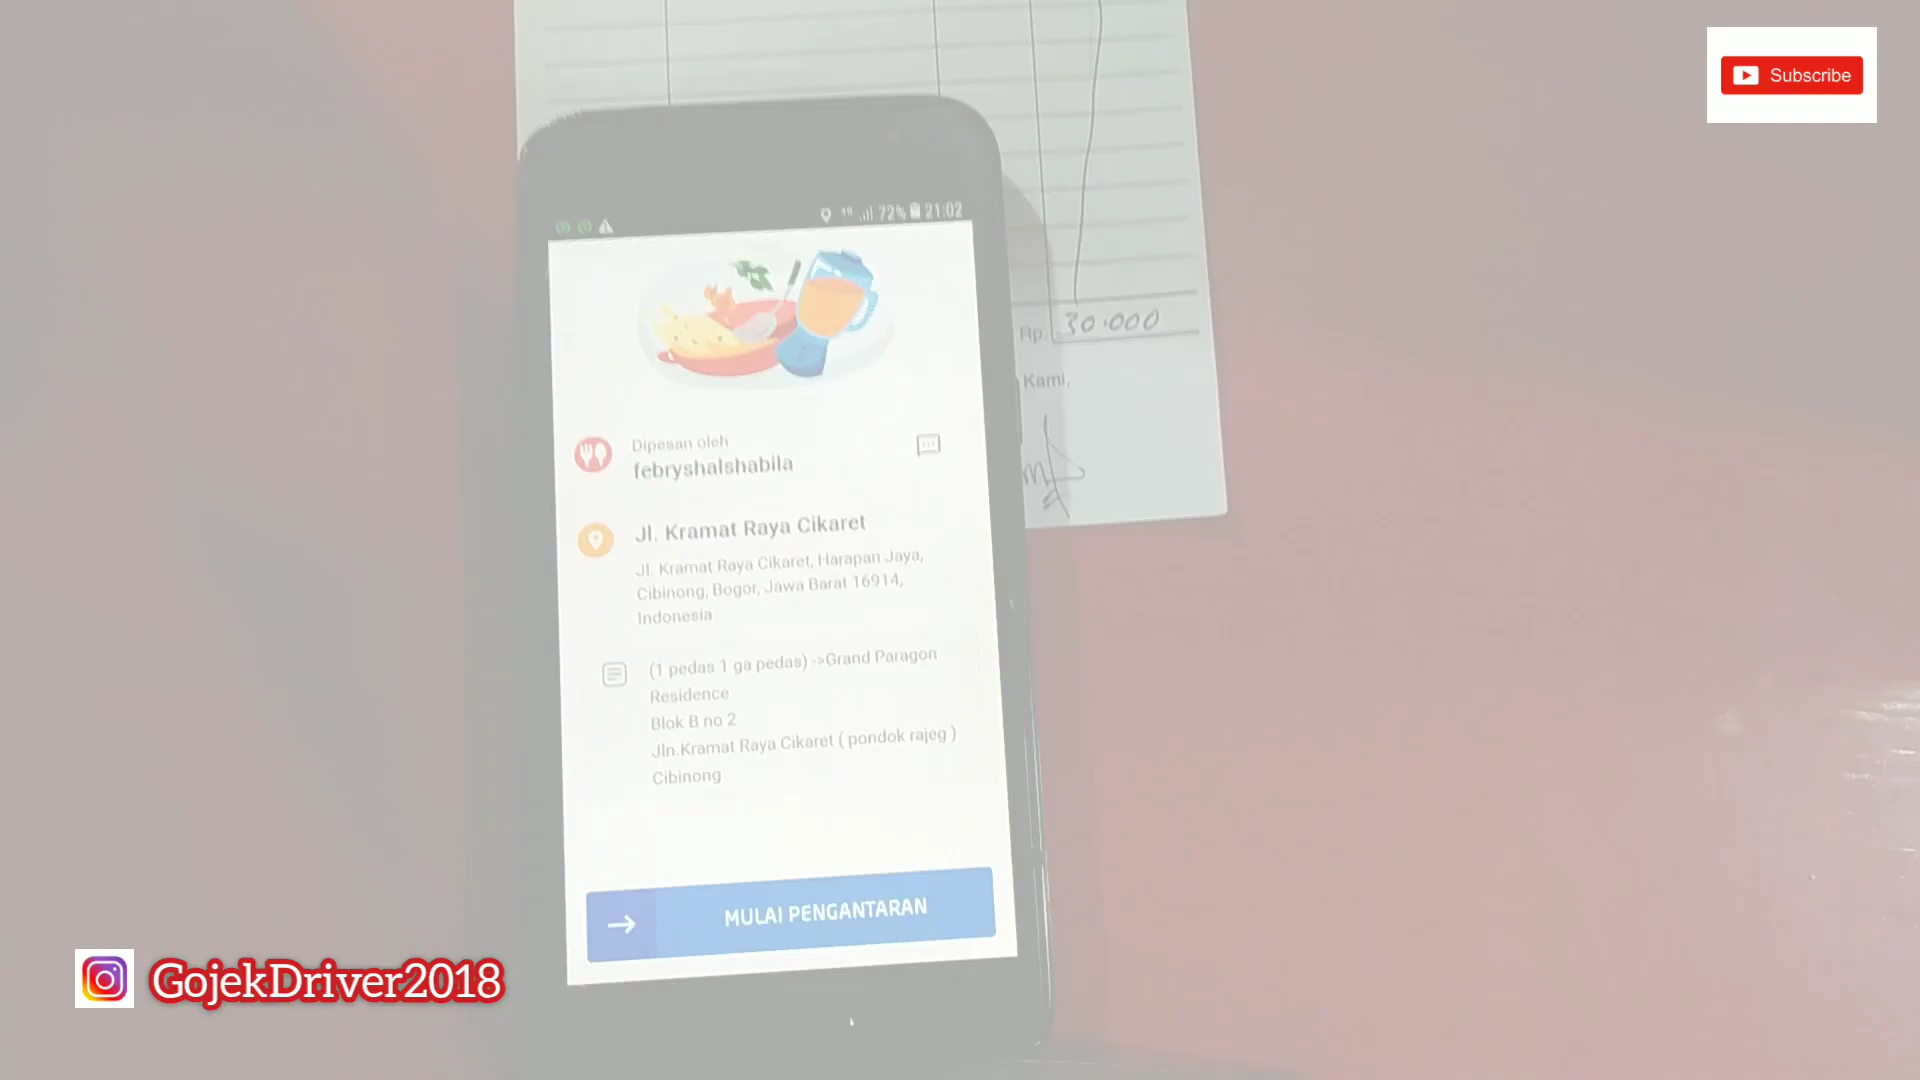 Subscribe
4G 72% 21:02
Rp. 30.000
Kami,
Dipesan oleh
febryshalshabila
Jl. Kramat Raya Cikaret
Jl. Kramat Raya Cikaret, Harapan Jaya,
Cibinong, Bogor, Jawa Barat 16914,
Indonesia
(1 pedas 1 ga pedas) ->Grand Paragon
Residence
Blok B no 2
Jln.Kramat Raya Cikaret ( pondok rajeg )
Cibinong
MULAI PENGANTARAN
GojekDriver2018